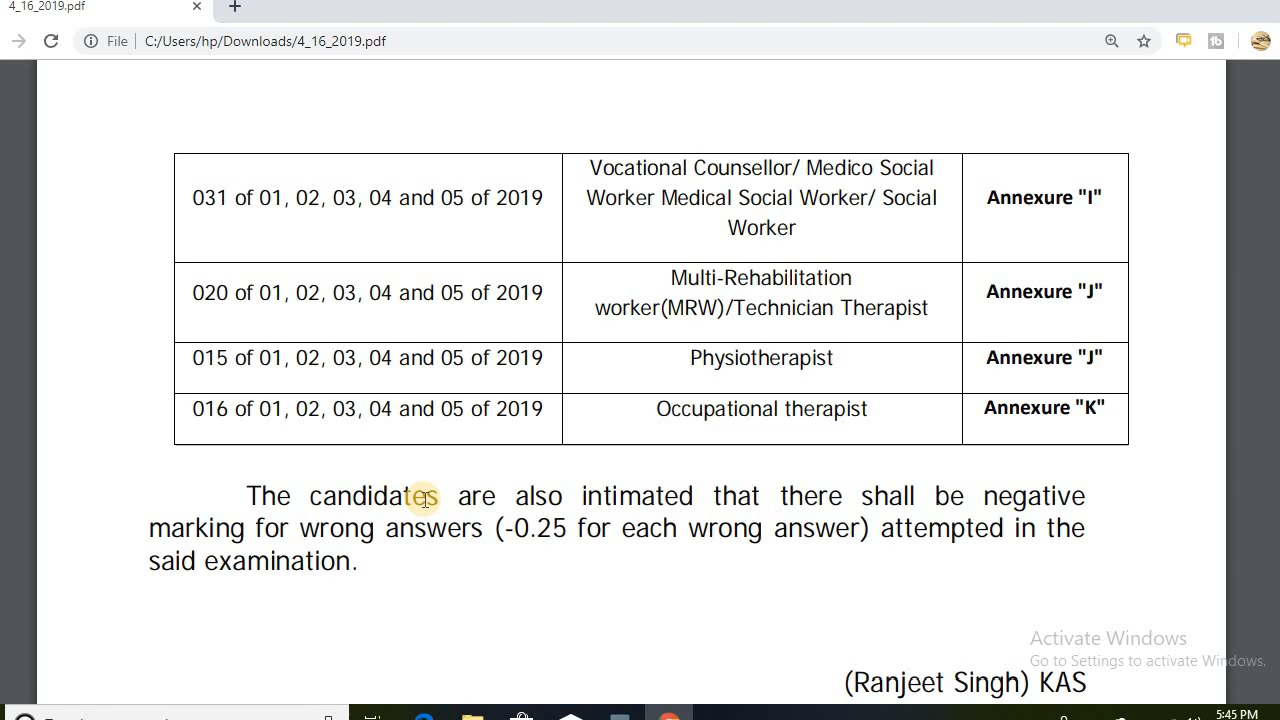 4_16_2019.pdf
File
C:/Users/hp/Downloads/4_16_2019.pdf
031 of 01, 02, 03, 04 and 05 of 2019
Vocational Counsellor/ Medico Social
Worker Medical Social Worker/ Social
Worker
Annexure "I"
020 of 01, 02, 03, 04 and 05 of 2019
Multi-Rehabilitation
worker(MRW)/Technician Therapist
Annexure "J"
015 of 01, 02, 03, 04 and 05 of 2019
Physiotherapist
Annexure "J"
016 of 01, 02, 03, 04 and 05 of 2019
Occupational therapist
Annexure "K"
The candidates are also intimated that there shall be negative
marking for wrong answers (-0.25 for each wrong answer) attempted in the
said examination.
Activate Windows
Go to Settings to activate Windows.
(Ranjeet Singh) KAS
5:45 PM